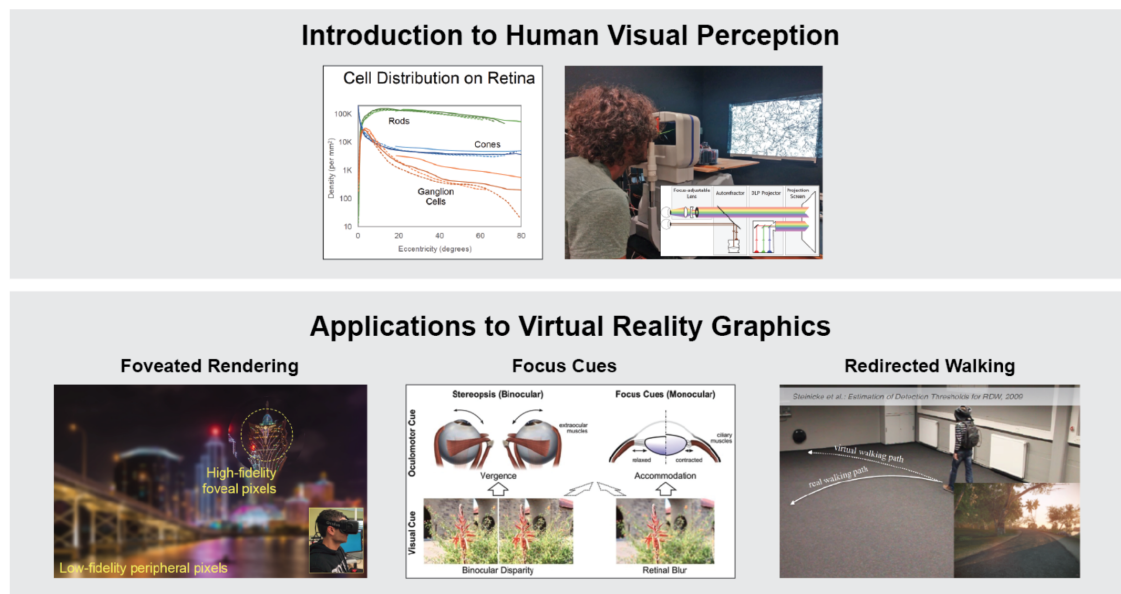 Introduction to Human Visual Perception
Cell Distribution on Retina
Density (per mm²)
100K
10K
1K
100
10
Rods
Cones
Ganglion
Cells
0
20
40
60
80
Eccentricity (degrees)
Focus-adjustable
Lens
Autorefractor
DLP Projector
Projection
Screen
Applications to Virtual Reality Graphics
Foveated Rendering
High-fidelity
foveal pixels
Low-fidelity peripheral pixels
Focus Cues
Stereopsis (Binocular)
Focus Cues (Monocular)
Oculomotor Cue
extraocular
muscles
ciliary
muscles
relaxed
contracted
Vergence
Accommodation
Visual Cue
Binocular Disparity
Retinal Blur
Redirected Walking
Steinicke et al.: Estimation of Detection Thresholds for RDW, 2009
virtual walking path
real walking path